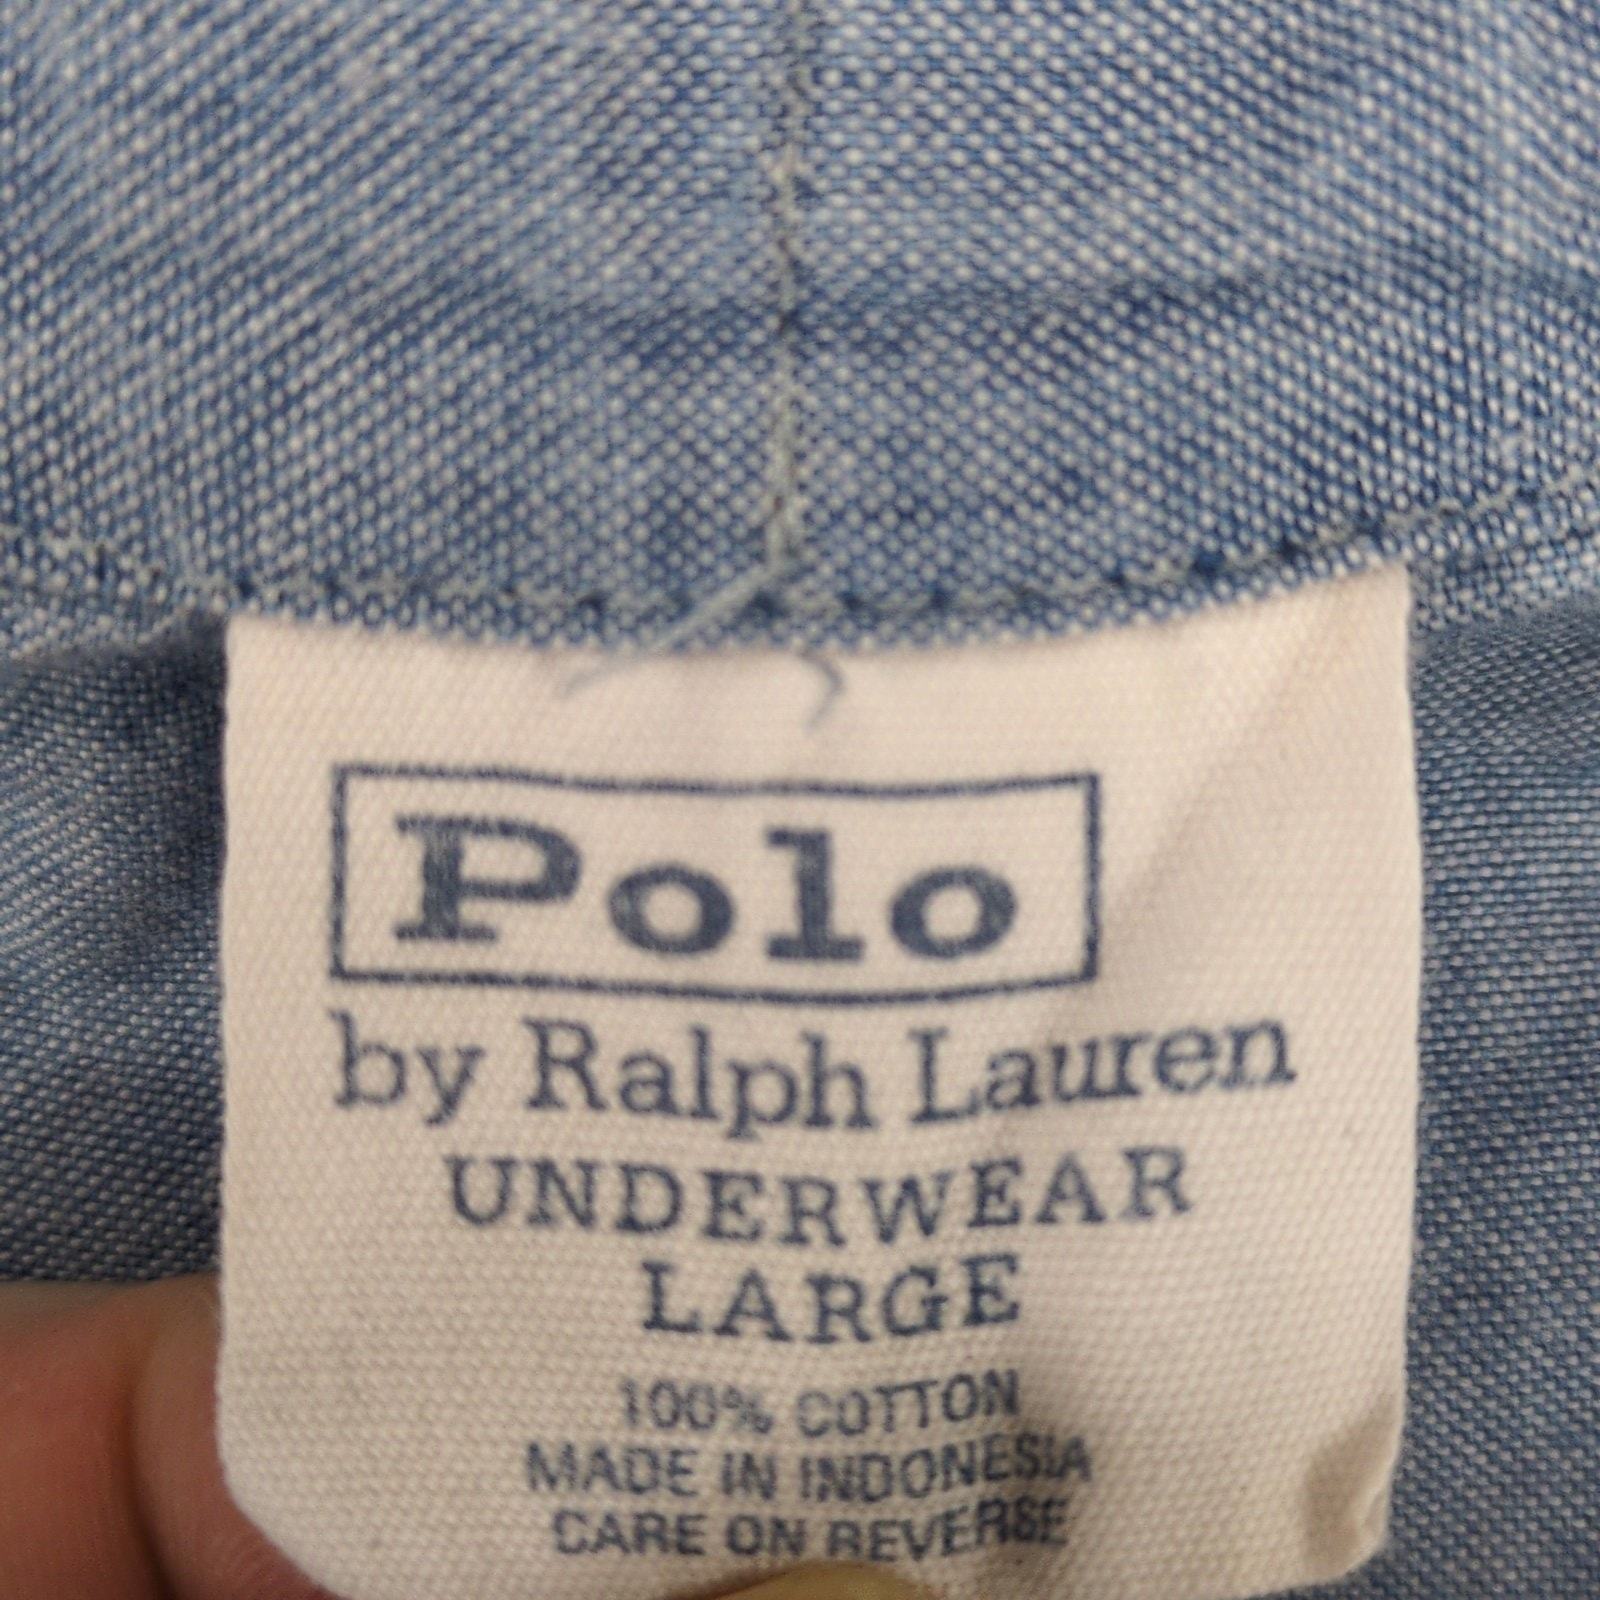 Polo
by Ralph Lauren
UNDERWEAR
LARGE
100% COTTON
MADE IN INDONESIA
CARE ON REVERSE